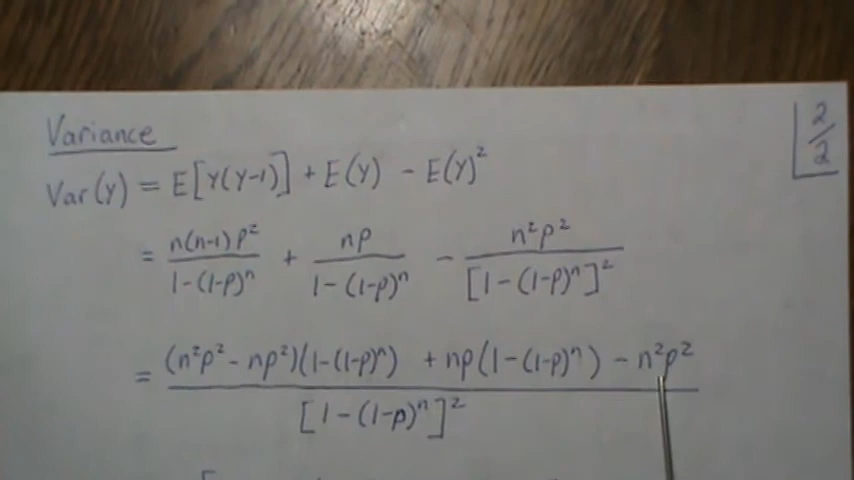 Variance
2/2
Var(Y) = E[Y(Y-1)] + E(Y) - E(Y)²
= n(n-1)p² / 1-(1-p)ⁿ + np / 1-(1-p)ⁿ - n²p² / [1-(1-p)ⁿ]²
= (n²p² - np²)(1-(1-p)ⁿ) + np(1-(1-p)ⁿ) - n²p² / [1-(1-p)ⁿ]²